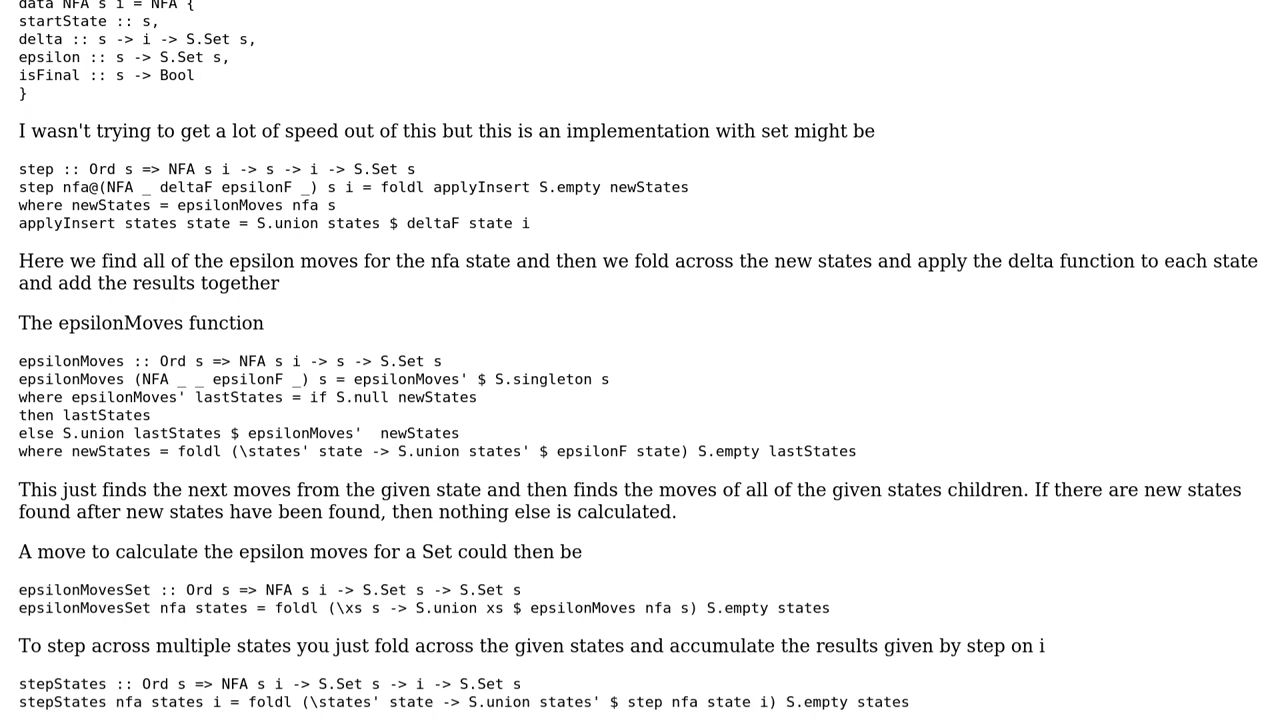 data NFA s i = NFA {
startState :: s,
delta :: s -> i -> S.Set s,
epsilon :: s -> S.Set s,
isFinal :: s -> Bool
}
I wasn't trying to get a lot of speed out of this but this is an implementation with set might be
step :: Ord s => NFA s i -> s -> i -> S.Set s
step nfa@(NFA _ deltaF epsilonF _) s i = foldl applyInsert S.empty newStates
where newStates = epsilonMoves nfa s
applyInsert states state = S.union states $ deltaF state i
Here we find all of the epsilon moves for the nfa state and then we fold across the new states and apply the delta function to each state
and add the results together
The epsilonMoves function
epsilonMoves :: Ord s => NFA s i -> s -> S.Set s
epsilonMoves (NFA _ _ epsilonF _) s = epsilonMoves' $ S.singleton s
where epsilonMoves' lastStates = if S.null newStates
then lastStates
else S.union lastStates $ epsilonMoves'  newStates
where newStates = foldl (\states' state -> S.union states' $ epsilonF state) S.empty lastStates
This just finds the next moves from the given state and then finds the moves of all of the given states children. If there are new states
found after new states have been found, then nothing else is calculated.
A move to calculate the epsilon moves for a Set could then be
epsilonMovesSet :: Ord s => NFA s i -> S.Set s -> S.Set s
epsilonMovesSet nfa states = foldl (\xs s -> S.union xs $ epsilonMoves nfa s) S.empty states
To step across multiple states you just fold across the given states and accumulate the results given by step on i
stepStates :: Ord s => NFA s i -> S.Set s -> i -> S.Set s
stepStates nfa states i = foldl (\states' state -> S.union states' $ step nfa state i) S.empty states